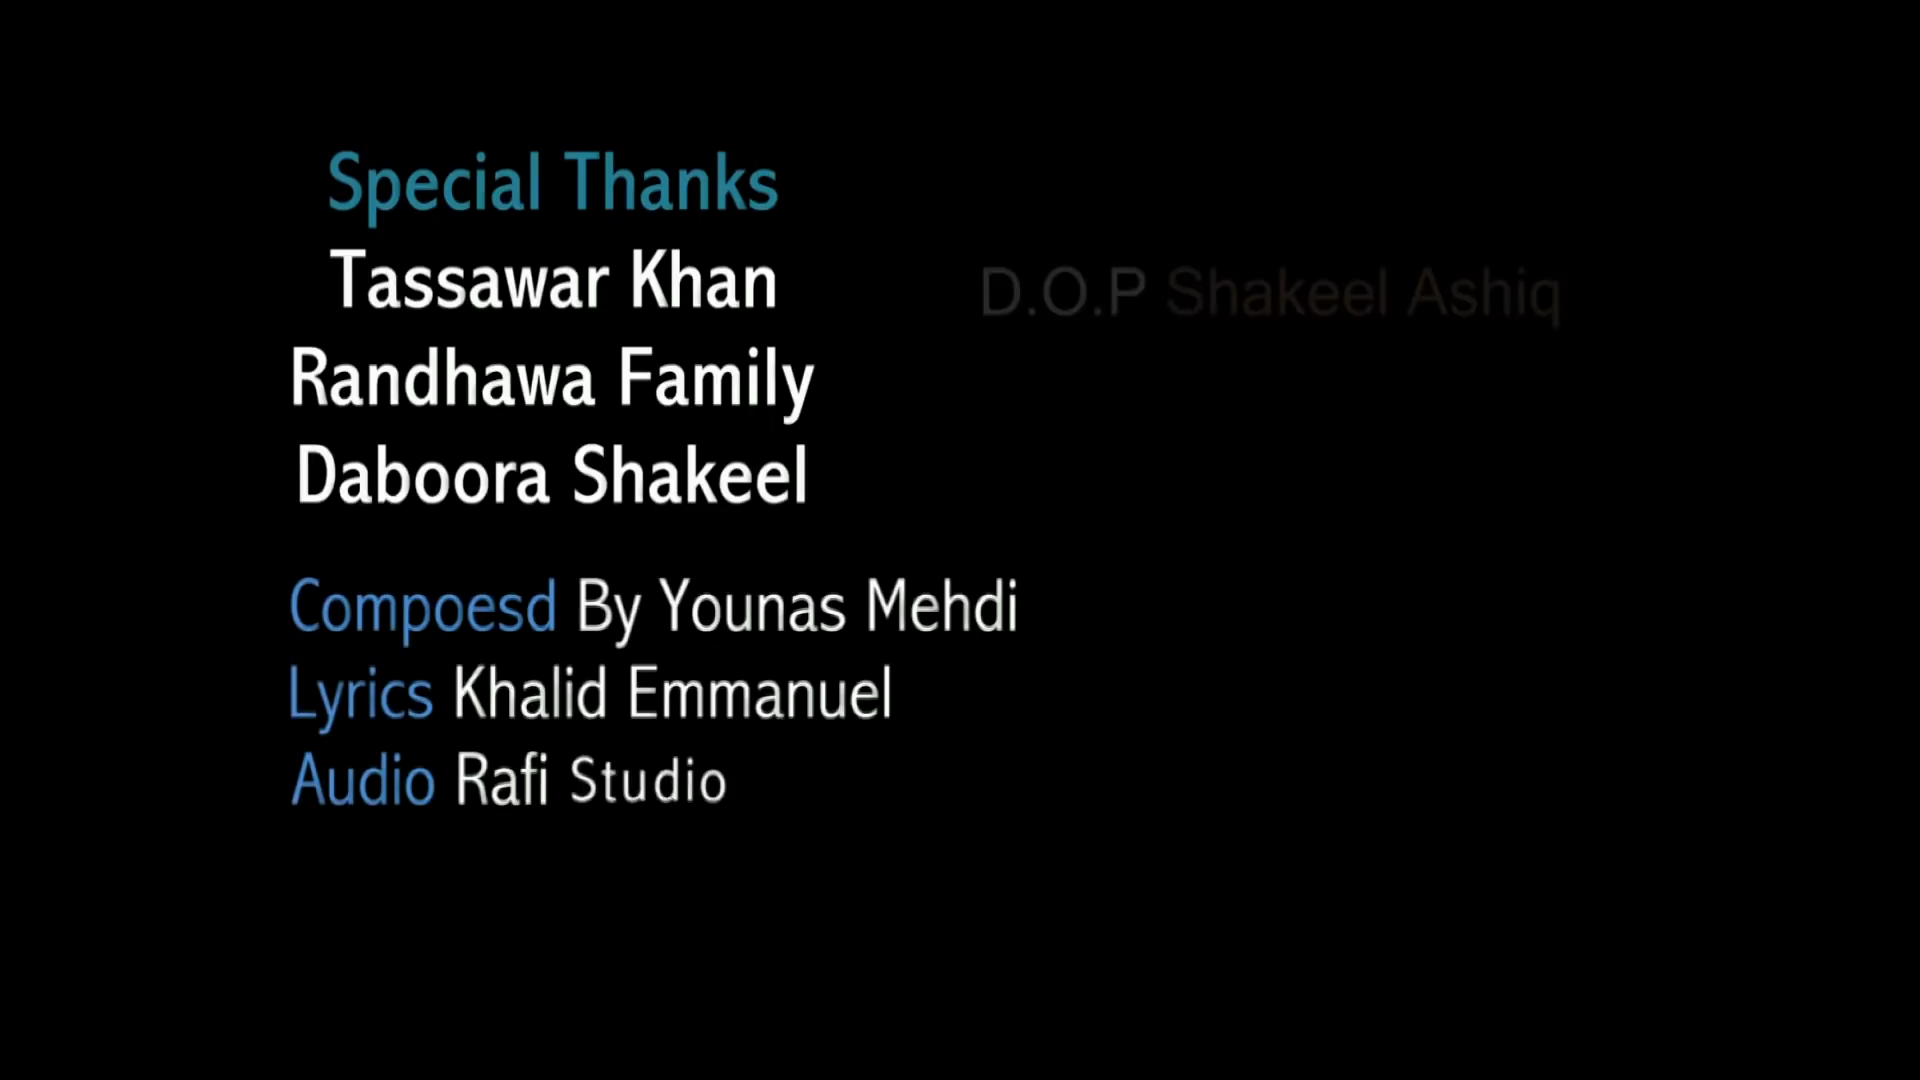 Special Thanks
Tassawar Khan
Randhawa Family
Daboora Shakeel
D.O.P Shakeel Ashiq
Compoesd By Younas Mehdi
Lyrics Khalid Emmanuel
Audio Rafi Studio